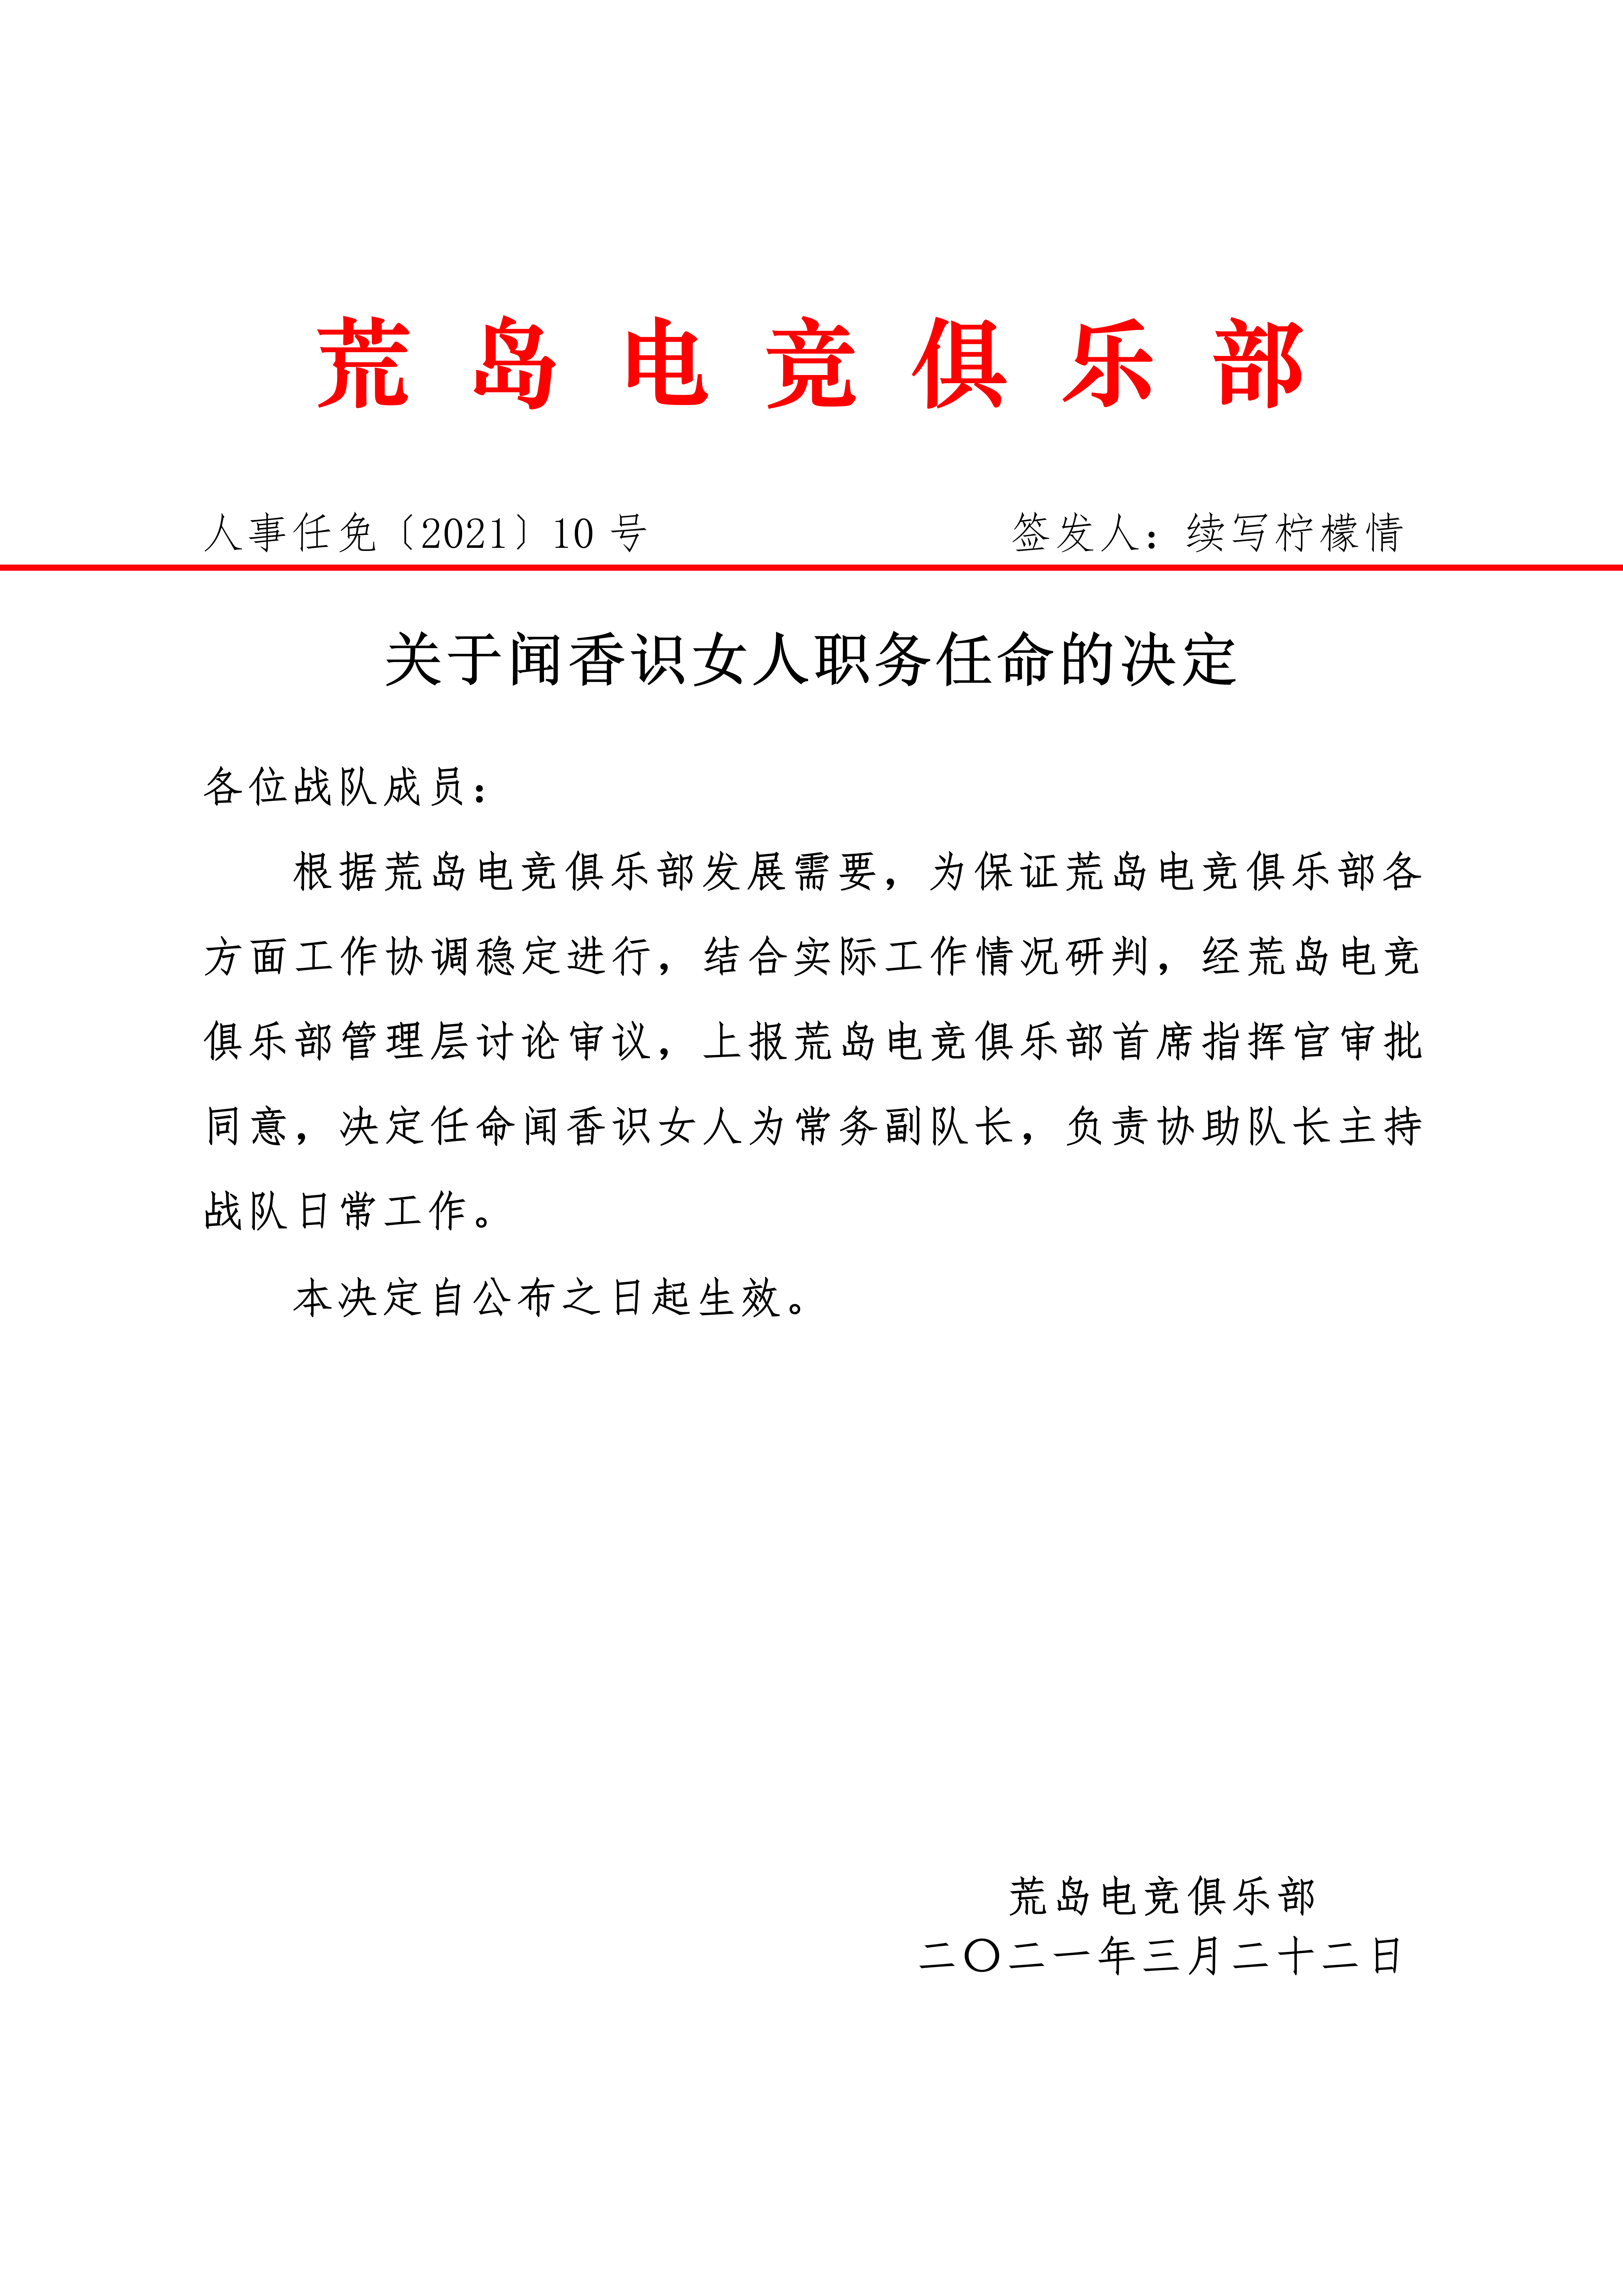 荒岛电竞俱乐部
人事任免〔2021〕10 号 签发人：续写柠檬情
关于闻香识女人职务任命的决定
各位战队成员：
根据荒岛电竞俱乐部发展需要，为保证荒岛电竞俱乐部各
方面工作协调稳定进行，结合实际工作情况研判，经荒岛电竞
俱乐部管理层讨论审议，上报荒岛电竞俱乐部首席指挥官审批
同意，决定任命闻香识女人为常务副队长，负责协助队长主持
战队日常工作。
本决定自公布之日起生效。
荒岛电竞俱乐部
二〇二一年三月二十二日